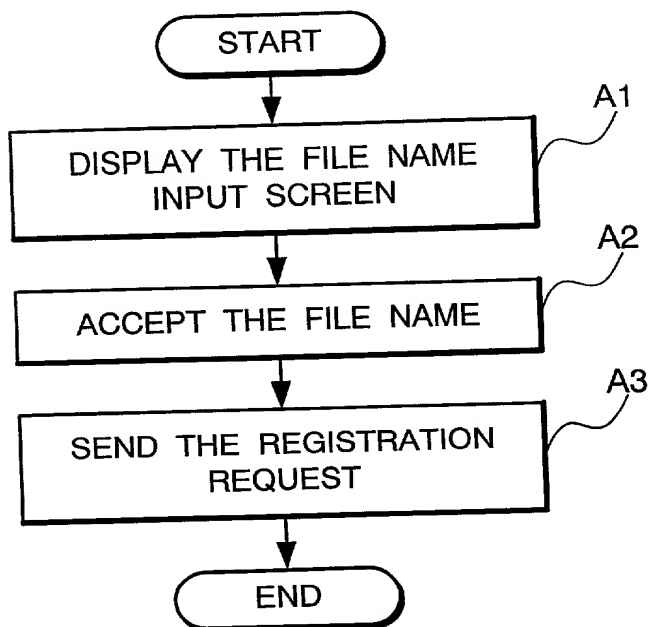 START
A1
DISPLAY THE FILE NAME
INPUT SCREEN
A2
ACCEPT THE FILE NAME
A3
SEND THE REGISTRATION
REQUEST
END